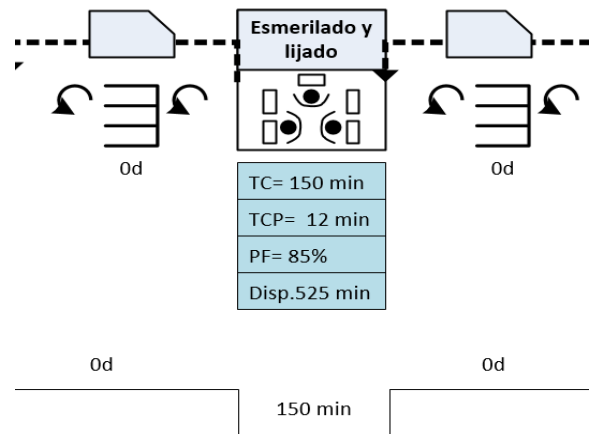 Esmerilado y
lijado
0d
0d
TC= 150 min
TCP=  12 min
PF= 85%
Disp.525 min
0d
0d
150 min